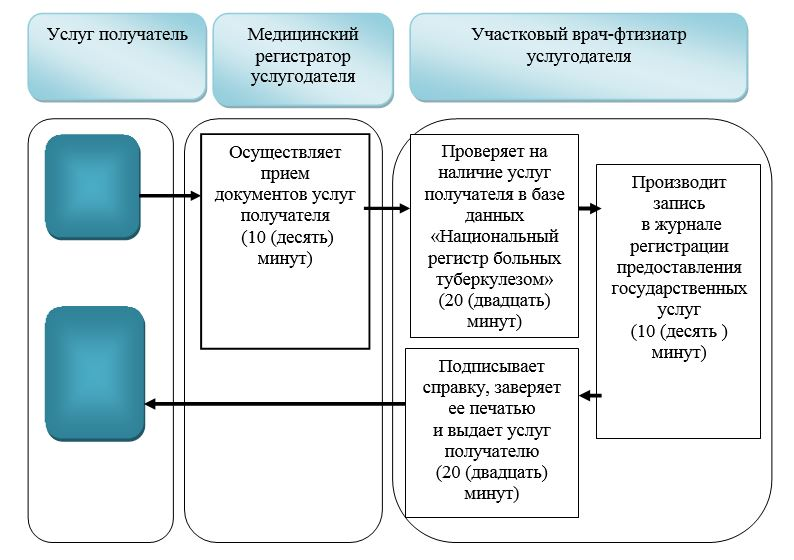 Услуг получатель
Медицинский
регистратор
услугодателя
Участковый врач-фтизиатр
услугодателя
Осуществляет
прием
документов услуг
получателя
(10 (десять)
минут)
Проверяет на
наличие услуг
получателя в базе
данных
«Национальный
регистр больных
туберкулезом»
(20 (двадцать)
минут)
Производит
запись
в журнале
регистрации
предоставления
государственных
услуг
(10 (десять )
минут)
Подписывает
справку, заверяет
ее печатью
и выдает услуг
получателю
(20 (двадцать)
минут)